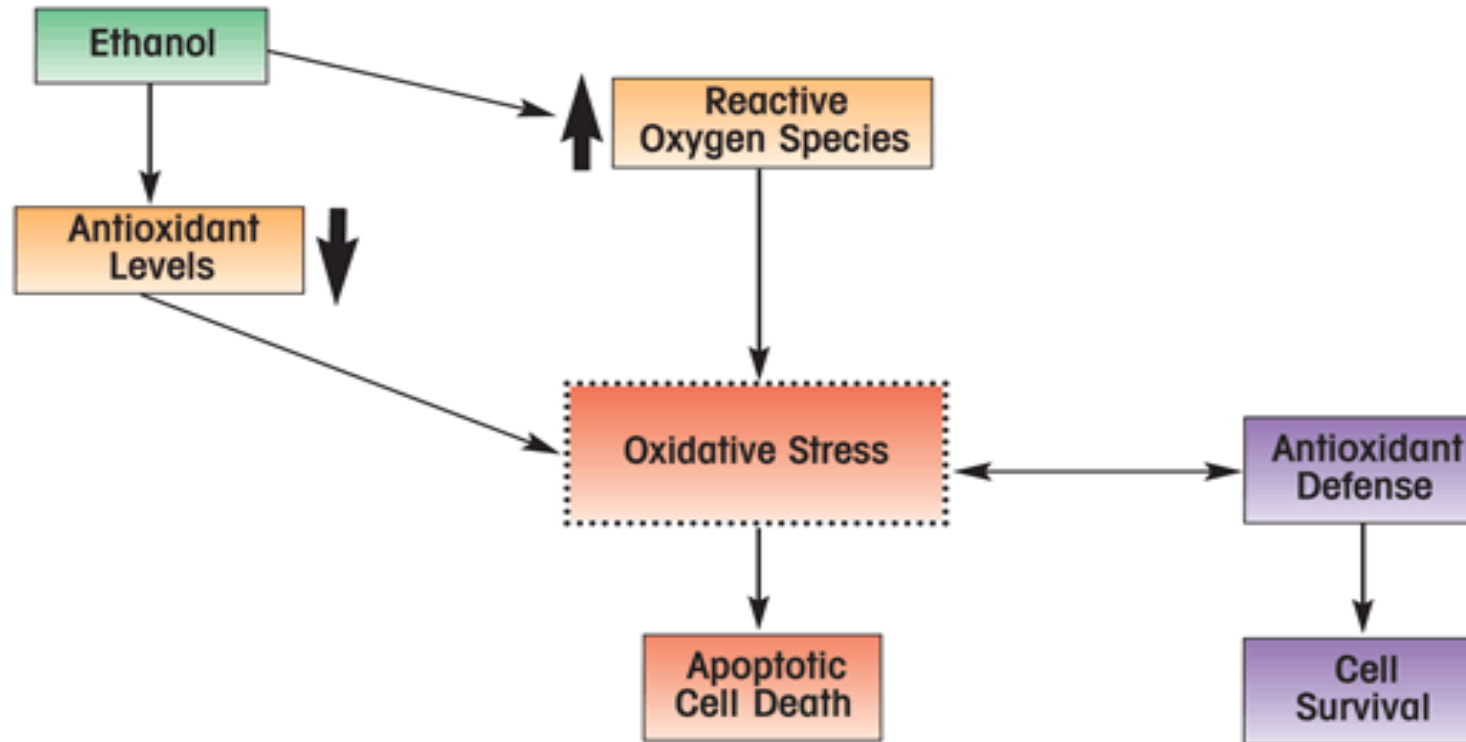 Ethanol
Reactive
Oxygen Species
Antioxidant
Levels
Oxidative Stress
Antioxidant
Defense
Apoptotic
Cell Death
Cell
Survival